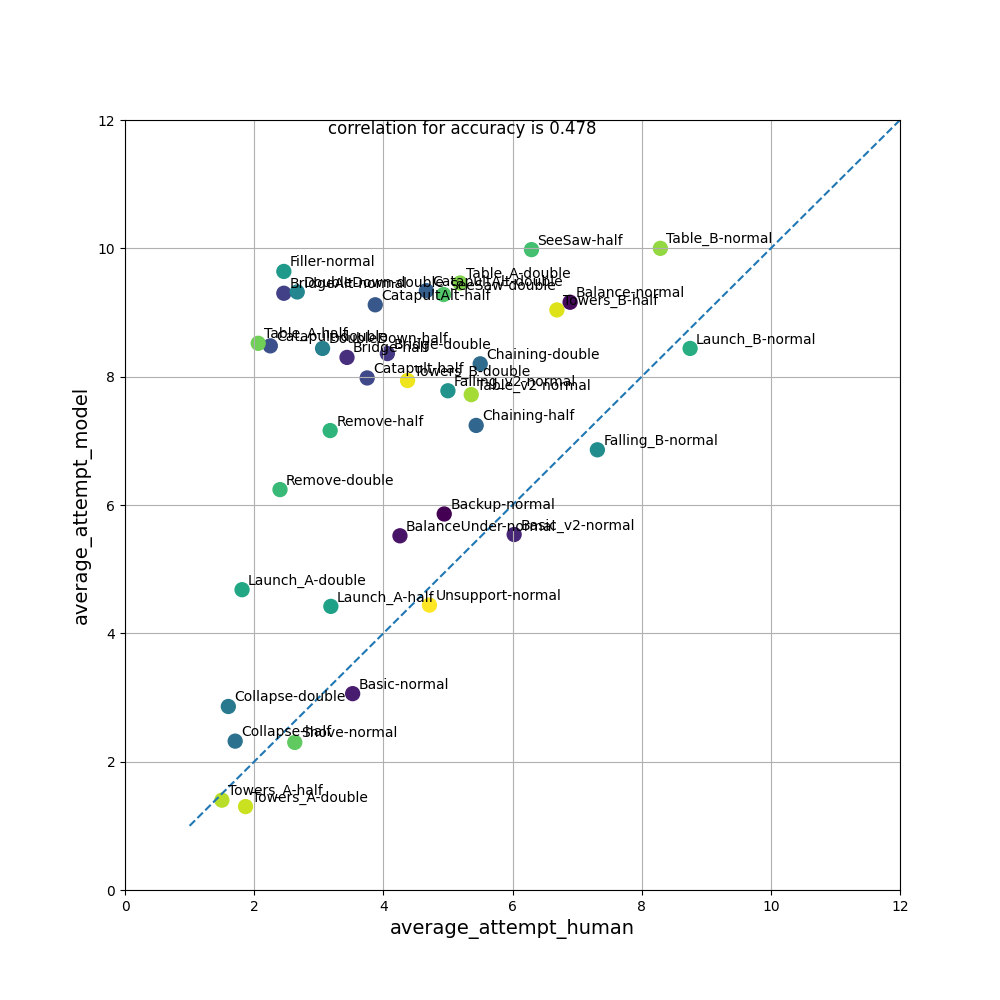 correlation for accuracy is 0.478
12
10
8
6
4
2
0
average_attempt_model
SeeSaw-half
Table_B-normal
Filler-normal
Table_A-double
BridgeAlt-normal
DoubleDown-double
CatapultAlt-double
SeeSaw-double
CatapultAlt-half
Balance-normal
Towers_B-half
Table_A-half
Catapult-double
DoubleDown-half
Bridge-half
Bridge-double
Launch_B-normal
Chaining-double
Catapult-half
Towers_B-double
Falling_v2-normal
Table_v2-normal
Remove-half
Chaining-half
Falling_B-normal
Remove-double
Backup-normal
BalanceUnder-normal
Basic_v2-normal
Launch_A-double
Launch_A-half
Unsupport-normal
Basic-normal
Collapse-double
Collapse-half
Shove-normal
Towers_A-half
Towers_A-double
0 2 4 6 8 10 12
average_attempt_human